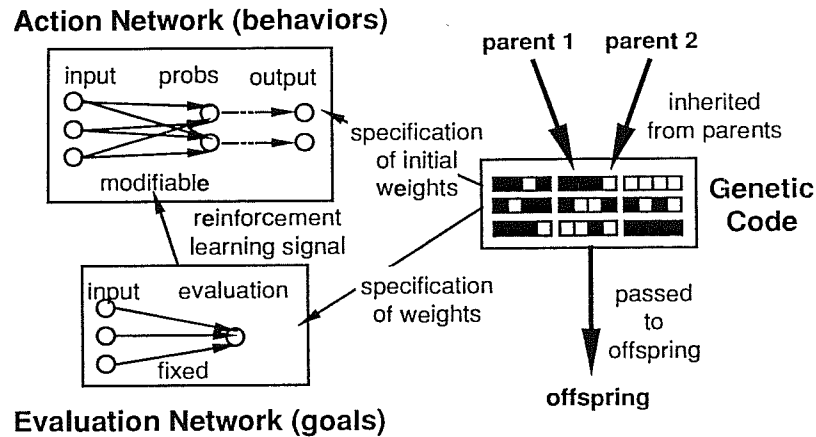 Action Network (behaviors)
input probs output
modifiable
reinforcement
learning signal
input evaluation
fixed
Evaluation Network (goals)
specification
of initial
weights
specification
of weights
parent 1 parent 2
inherited
from parents
Genetic
Code
passed
to
offspring
offspring